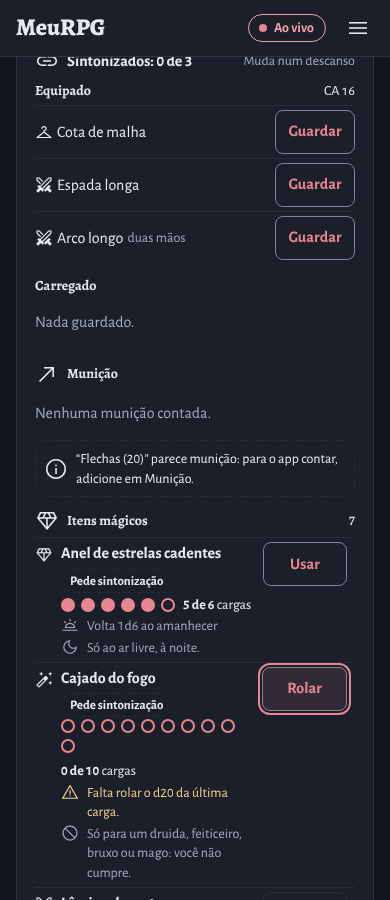 MeuRPG
Ao vivo
Sintonizados: 0 de 3 Muda num descanso
Equipado CA 16
Cota de malha Guardar
Espada longa Guardar
Arco longo duas mãos Guardar
Carregado
Nada guardado.
Munição
Nenhuma munição contada.
“Flechas (20)” parece munição: para o app contar,
adicione em Munição.
Itens mágicos 7
Anel de estrelas cadentes Usar
Pede sintonização
5 de 6 cargas
Volta 1d6 ao amanhecer
Só ao ar livre, à noite.
Cajado do fogo Rolar
Pede sintonização
0 de 10 cargas
Falta rolar o d20 da última
carga.
Só para um druida, feiticeiro,
bruxo ou mago: você não
cumpre.